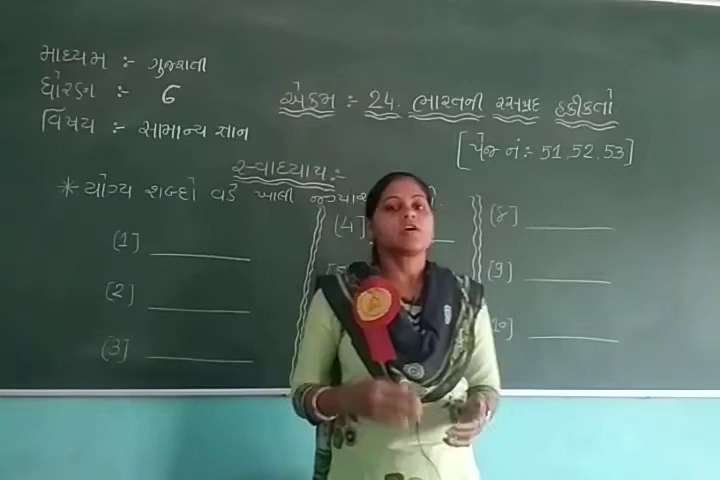 માધ્યમ :- ગુજરાતી
ધોરણ :- 6
વિષય :- સામાન્ય જ્ઞાન
એકમ :- 24. ભારતની રસપ્રદ હકીકતો
[પેજ નં :- 51, 52, 53]
સ્વાધ્યાય :-
* યોગ્ય શબ્દો વડે ખાલી
[1]
[2]
[3]
[4]
[8]
[9]